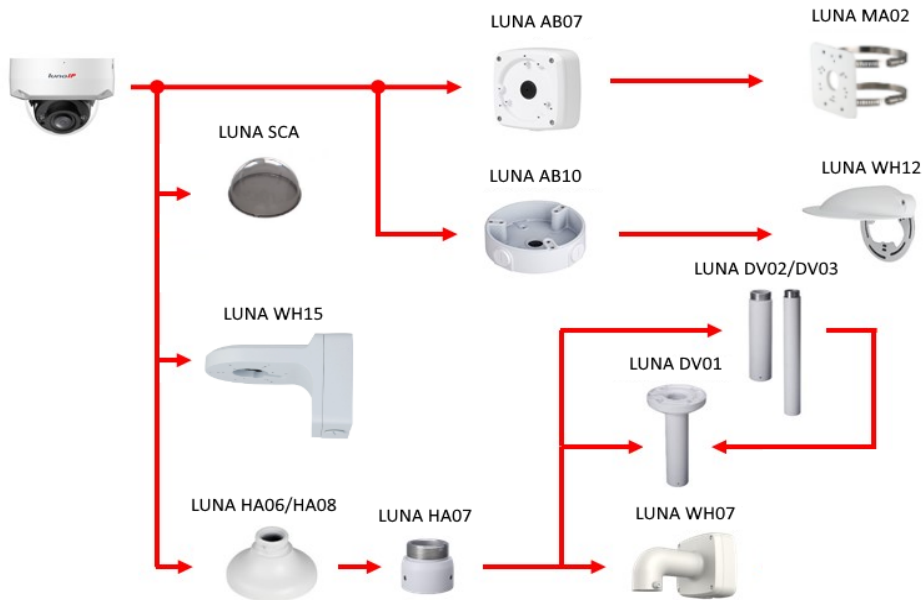 LUNA AB07
LUNA MA02
lunaIP
LUNA SCA
LUNA AB10
LUNA WH12
LUNA DV02/DV03
LUNA WH15
LUNA DV01
LUNA HA06/HA08
LUNA HA07
LUNA WH07